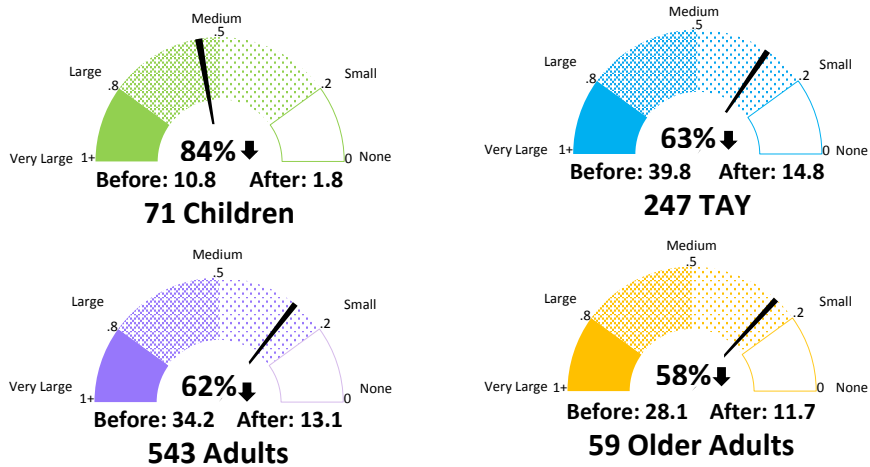 Medium
.5
Large
.8
.2
Small
Very Large
1+
84%
0
None
Before: 10.8 After: 1.8
71 Children
Medium
.5
Large
.8
.2
Small
Very Large
1+
63%
0
None
Before: 39.8 After: 14.8
247 TAY
Medium
.5
Large
.8
.2
Small
Very Large
1+
62%
0
None
Before: 34.2 After: 13.1
543 Adults
Medium
.5
Large
.8
.2
Small
Very Large
1+
58%
0
None
Before: 28.1 After: 11.7
59 Older Adults